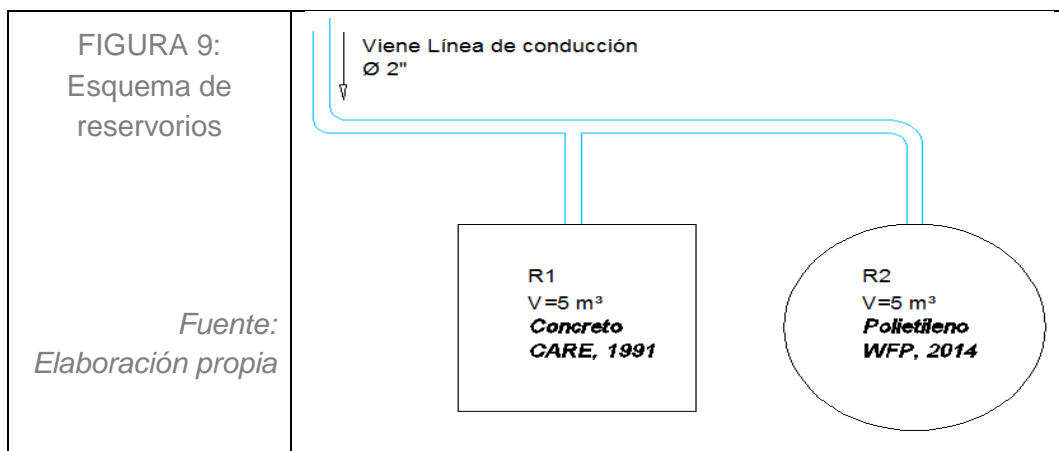 FIGURA 9:
Esquema de
reservorios
Fuente:
Elaboración propia
Viene Línea de conducción
Ø 2"
R1
V=5 m³
Concreto
CARE, 1991
R2
V=5 m³
Polietileno
WFP, 2014